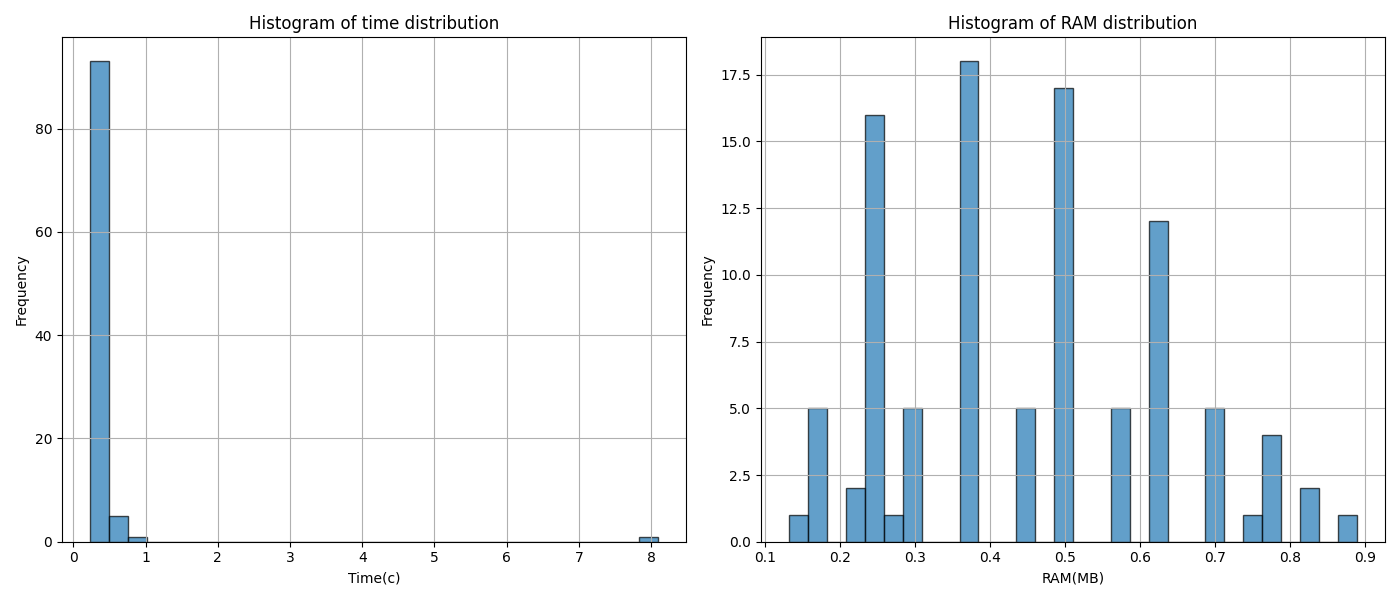 Histogram of time distribution
Frequency
80
60
40
20
0
0 1 2 3 4 5 6 7 8
Time(c)
Histogram of RAM distribution
Frequency
17.5
15.0
12.5
10.0
7.5
5.0
2.5
0.0
0.1 0.2 0.3 0.4 0.5 0.6 0.7 0.8 0.9
RAM(MB)